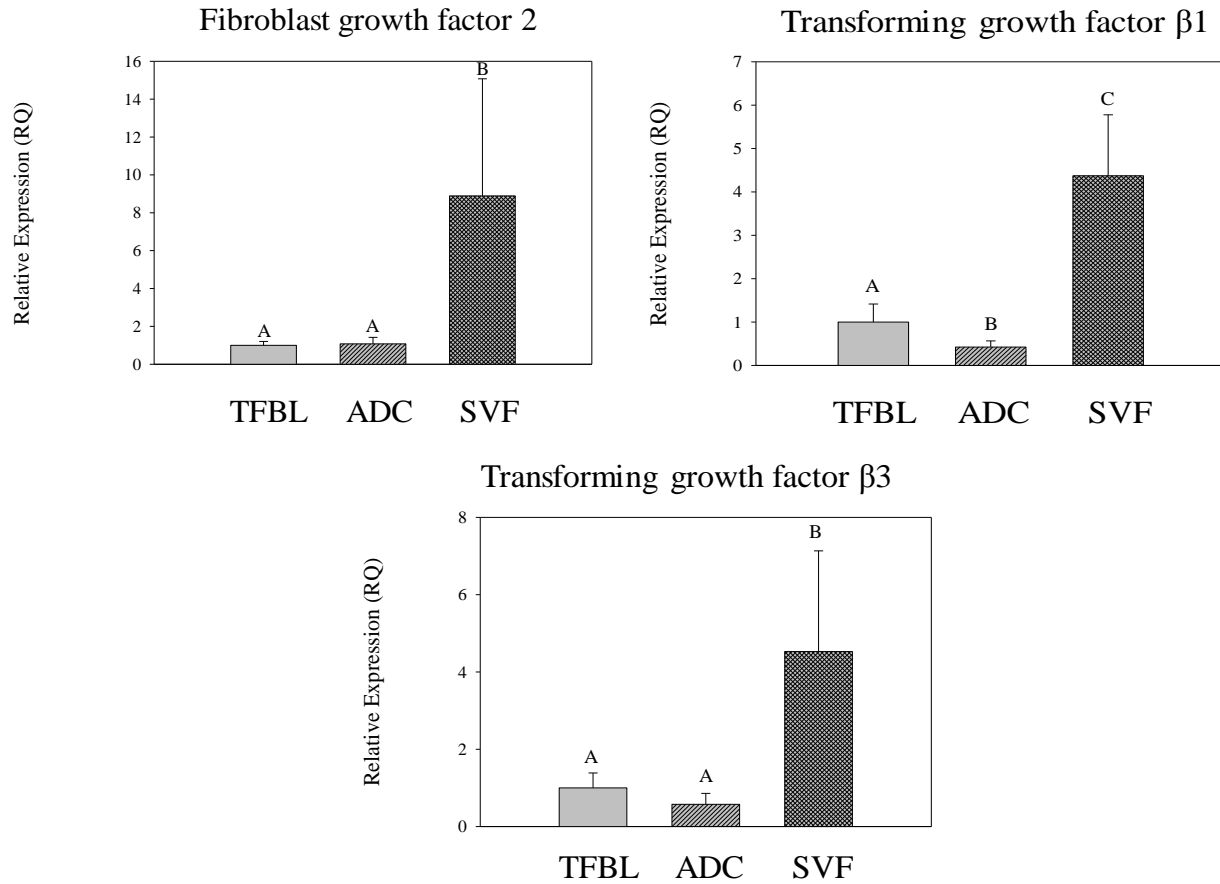 Fibroblast growth factor 2
Relative Expression (RQ)
16
14
12
10
8
6
4
2
0
A
A
B
TFBL ADC SVF
Transforming growth factor β1
Relative Expression (RQ)
7
6
5
4
3
2
1
0
A
B
C
TFBL ADC SVF
Transforming growth factor β3
Relative Expression (RQ)
8
6
4
2
0
A
A
B
TFBL ADC SVF